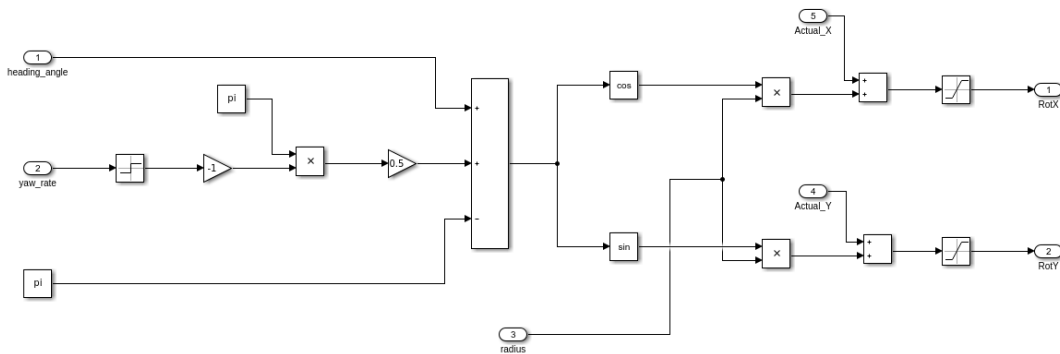 5
Actual_X
1
heading_angle
pi
cos
×
+
+
1
RotX
+
2
yaw_rate
-1
×
0.5
+
4
Actual_Y
−
sin
×
+
+
2
RotY
pi
3
radius